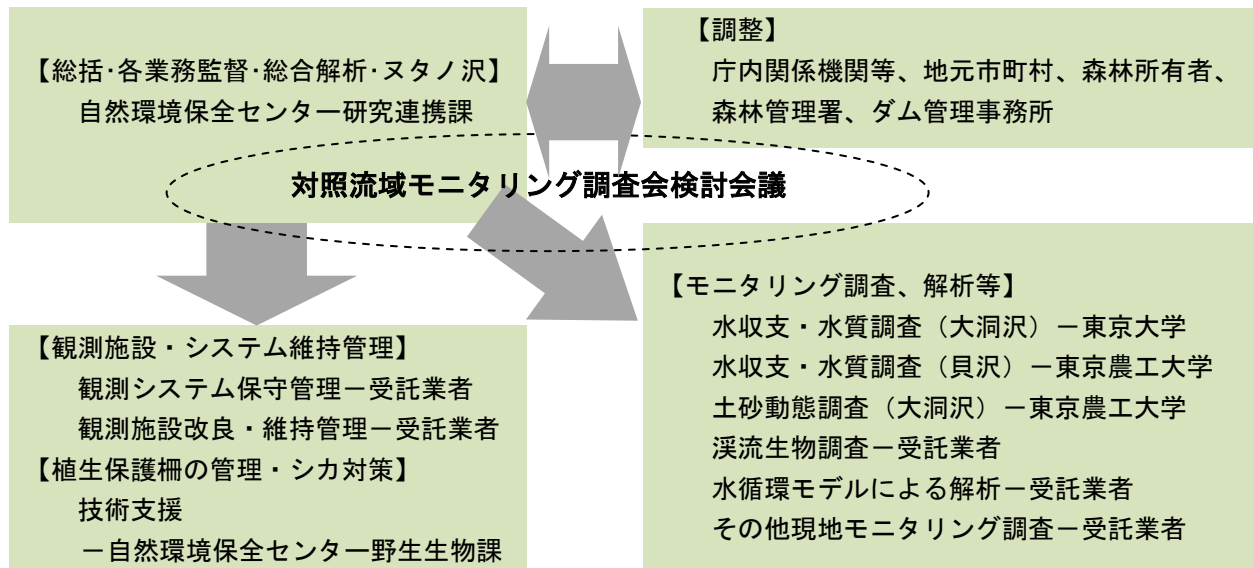 【総括･各業務監督･総合解析･ヌタノ沢】
自然環境保全センター研究連携課
【調整】
庁内関係機関等、地元市町村、森林所有者、
森林管理署、ダム管理事務所
対照流域モニタリング調査会検討会議
【観測施設・システム維持管理】
観測システム保守管理－受託業者
観測施設改良・維持管理－受託業者
【植生保護柵の管理・シカ対策】
技術支援
－自然環境保全センター野生生物課
【モニタリング調査、解析等】
水収支・水質調査（大洞沢）－東京大学
水収支・水質調査（貝沢）－東京農工大学
土砂動態調査（大洞沢）－東京農工大学
渓流生物調査－受託業者
水循環モデルによる解析－受託業者
その他現地モニタリング調査－受託業者